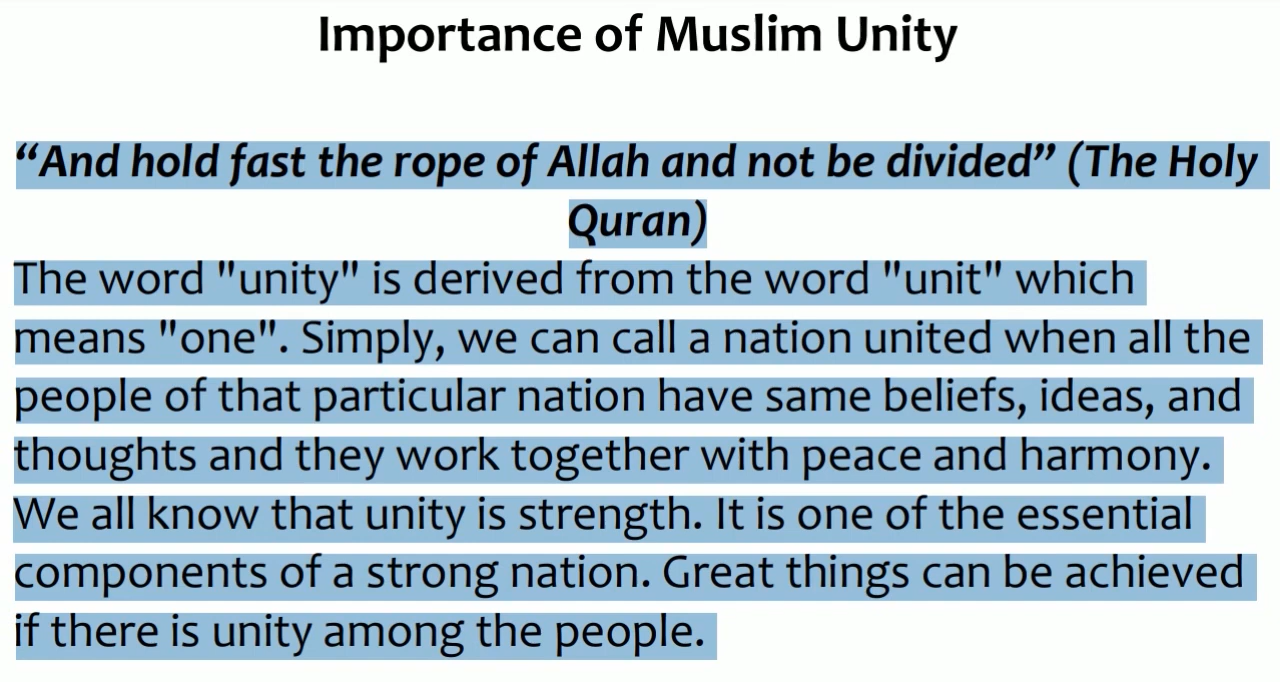 Importance of Muslim Unity
“And hold fast the rope of Allah and not be divided” (The Holy
Quran)
The word "unity" is derived from the word "unit" which
means "one". Simply, we can call a nation united when all the
people of that particular nation have same beliefs, ideas, and
thoughts and they work together with peace and harmony.
We all know that unity is strength. It is one of the essential
components of a strong nation. Great things can be achieved
if there is unity among the people.